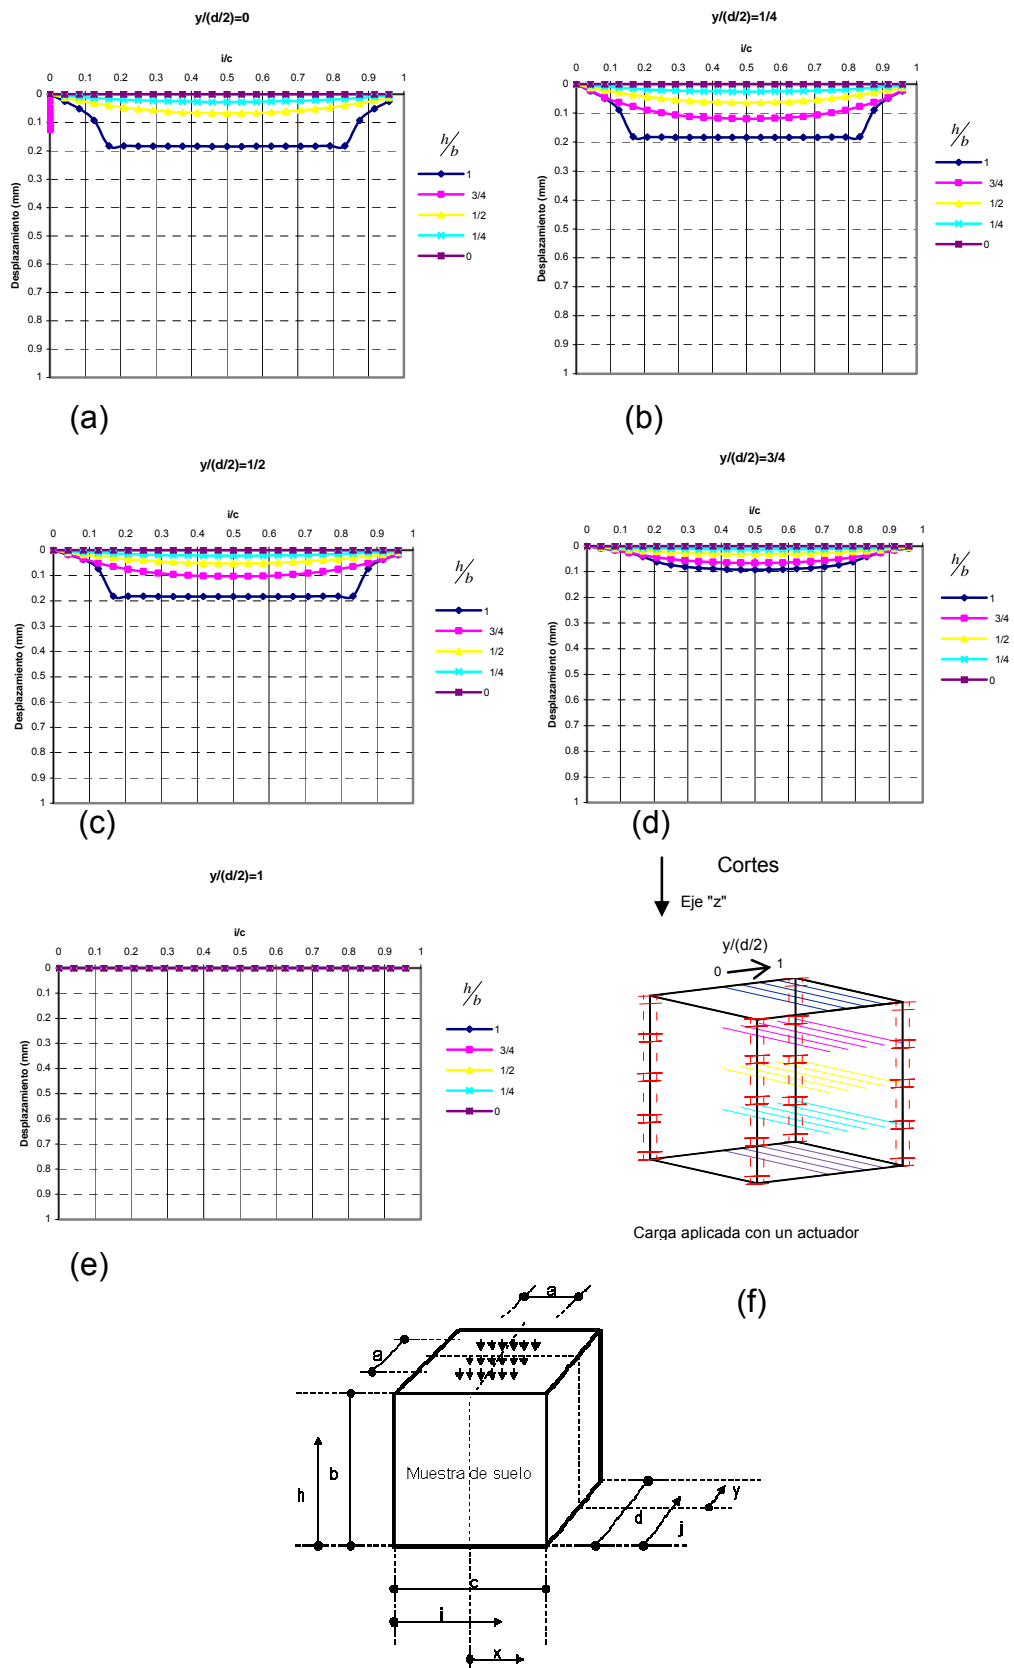 y/(d/2)=0
i/c
0 0.1 0.2 0.3 0.4 0.5 0.6 0.7 0.8 0.9 1
0
0.1
0.2
0.3
0.4
0.5
0.6
0.7
0.8
0.9
1
Desplazamiento (mm)
h/b
1
3/4
1/2
1/4
0
(a)
y/(d/2)=1/4
i/c
0 0.1 0.2 0.3 0.4 0.5 0.6 0.7 0.8 0.9 1
0
0.1
0.2
0.3
0.4
0.5
0.6
0.7
0.8
0.9
1
Desplazamiento (mm)
h/b
1
3/4
1/2
1/4
0
(b)
y/(d/2)=1/2
i/c
0 0.1 0.2 0.3 0.4 0.5 0.6 0.7 0.8 0.9 1
0
0.1
0.2
0.3
0.4
0.5
0.6
0.7
0.8
0.9
1
Desplazamiento (mm)
h/b
1
3/4
1/2
1/4
0
(c)
y/(d/2)=3/4
i/c
0 0.1 0.2 0.3 0.4 0.5 0.6 0.7 0.8 0.9 1
0
0.1
0.2
0.3
0.4
0.5
0.6
0.7
0.8
0.9
1
Desplazamiento (mm)
h/b
1
3/4
1/2
1/4
0
(d)
y/(d/2)=1
i/c
0 0.1 0.2 0.3 0.4 0.5 0.6 0.7 0.8 0.9 1
0
0.1
0.2
0.3
0.4
0.5
0.6
0.7
0.8
0.9
1
Desplazamiento (mm)
h/b
1
3/4
1/2
1/4
0
(e)
Cortes
Eje "z"
y/(d/2)
0 1
Carga aplicada con un actuador
(f)
a
a
b
h
Muestra de suelo
y
d
j
c
i
x